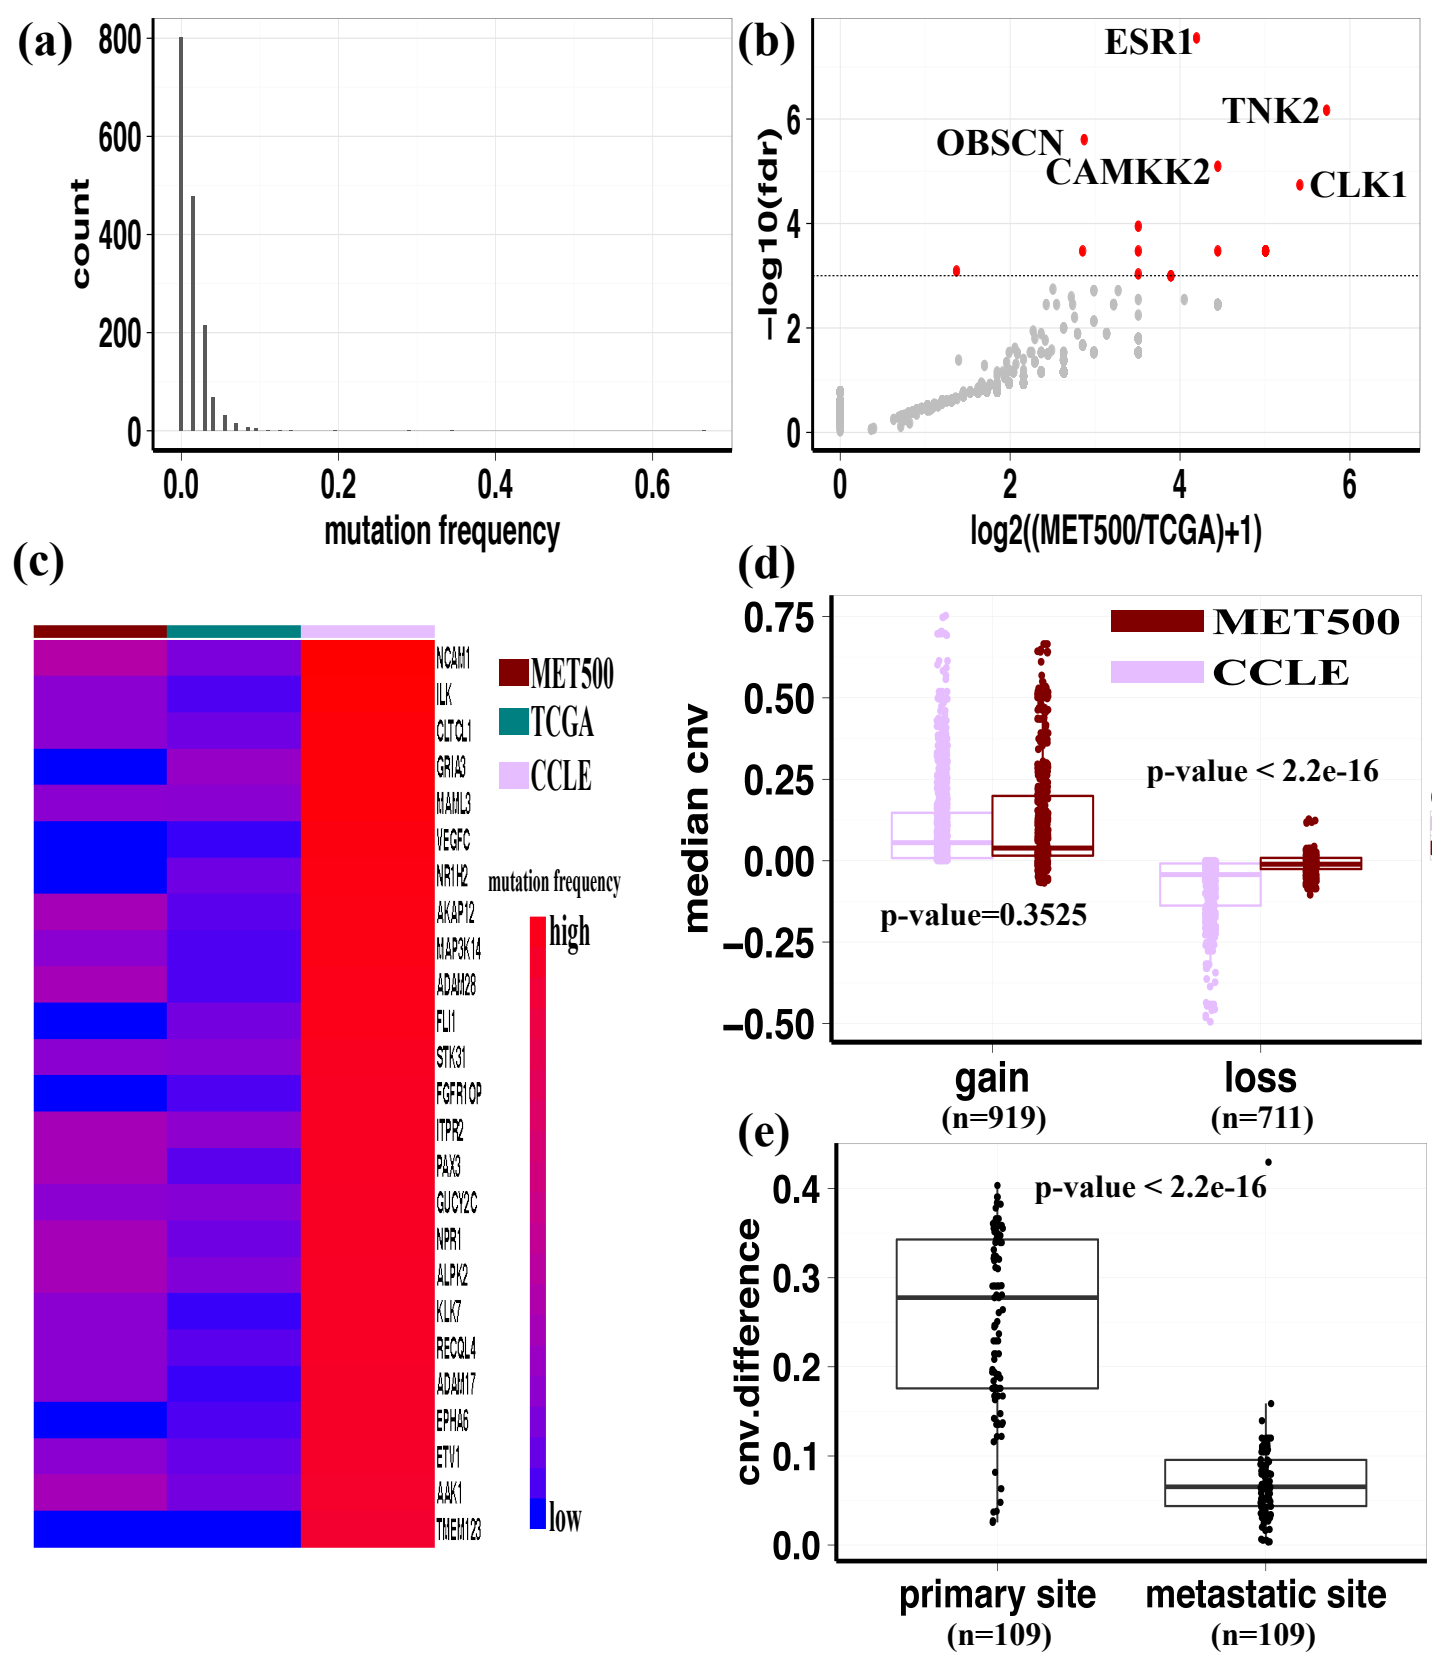 (a)
800
600
400
200
0
count
0.0 0.2 0.4 0.6
mutation frequency
(b)
ESR1
TNK2
OBSCN
CAMKK2
CLK1
6
4
2
0
−log10(fdr)
0 2 4 6
log2((MET500/TCGA)+1)
(c)
NCAM1
ILK
CLTCL1
GRIA3
MAML3
VEGFC
NR1H2
AKAP12
MAP3K14
ADAM28
FLI1
STK31
FGFR1OP
ITPR2
PAX3
GUCY2C
NPR1
ALPK2
KLK7
RECQL4
ADAM17
EPHA6
ETV1
AAK1
TMEM123
MET500
TCGA
CCLE
mutation frequency
high
low
(d)
0.75
0.50
0.25
0.00
−0.25
−0.50
median cnv
MET500
CCLE
p-value < 2.2e-16
p-value=0.3525
gain loss
(n=919) (n=711)
(e)
0.4
0.3
0.2
0.1
0.0
cnv.difference
p-value < 2.2e-16
primary site metastatic site
(n=109) (n=109)